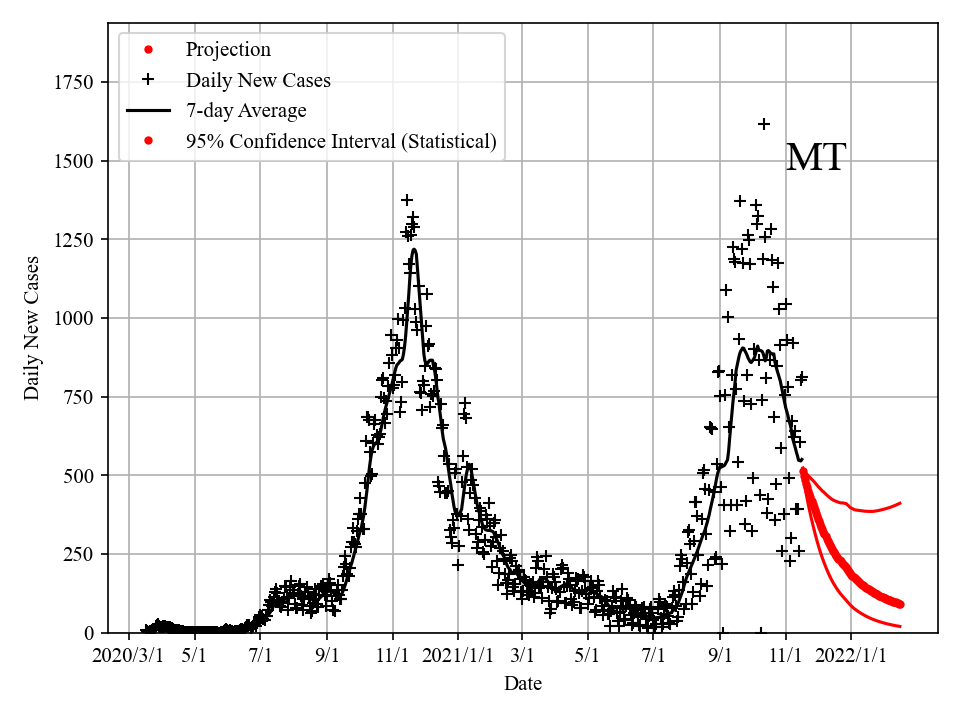 Projection
Daily New Cases
7-day Average
95% Confidence Interval (Statistical)
MT
1750
1500
1250
1000
750
500
250
0
Daily New Cases
2020/3/1 5/1 7/1 9/1 11/1 2021/1/1 3/1 5/1 7/1 9/1 11/1 2022/1/1
Date